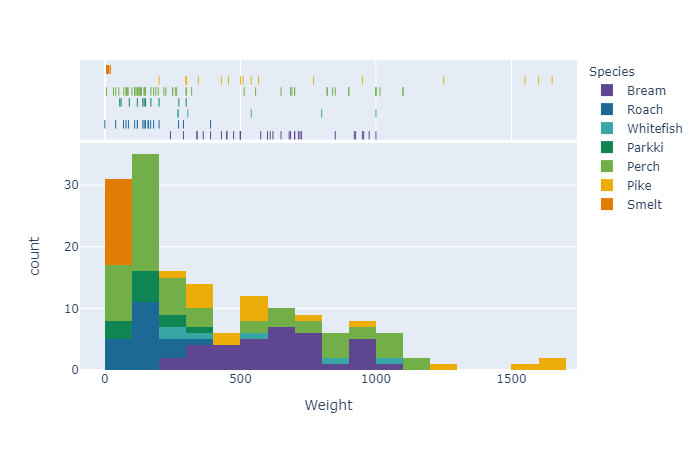 Species
Bream
Roach
Whitefish
Parkki
Perch
Pike
Smelt
30
20
10
0
count
0
500
1000
1500
Weight